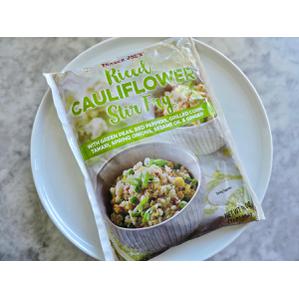 TRADER JOE'S
Riced
CAULIFLOWER
Stir Fry
WITH GREEN PEAS, RED PEPPERS, GRILLED CORN,
TAMARI, SPRING ONIONS, SESAME OIL & GINGER